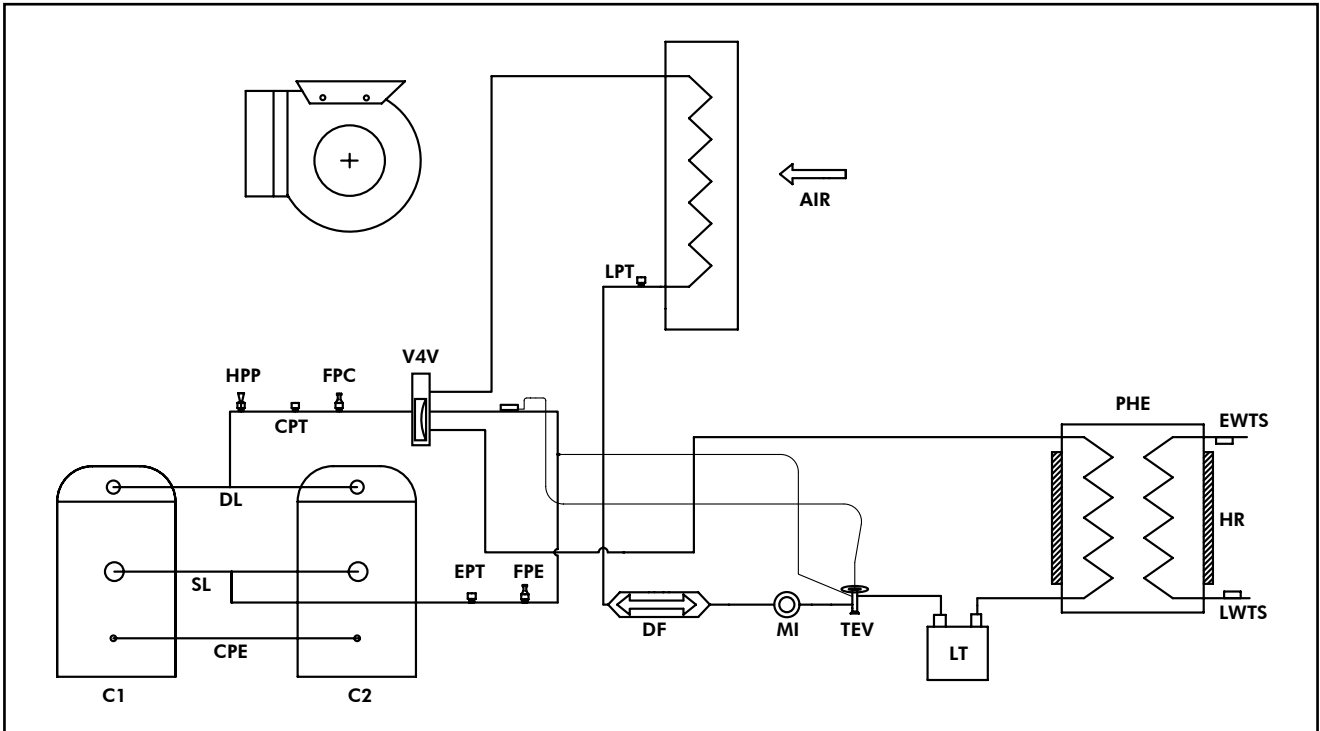 AIR
LPT
V4V
HPP
FPC
CPT
PHE
EWTS
DL
HR
EPT
FPE
SL
LWTS
DF
MI
TEV
CPE
LT
C1
C2